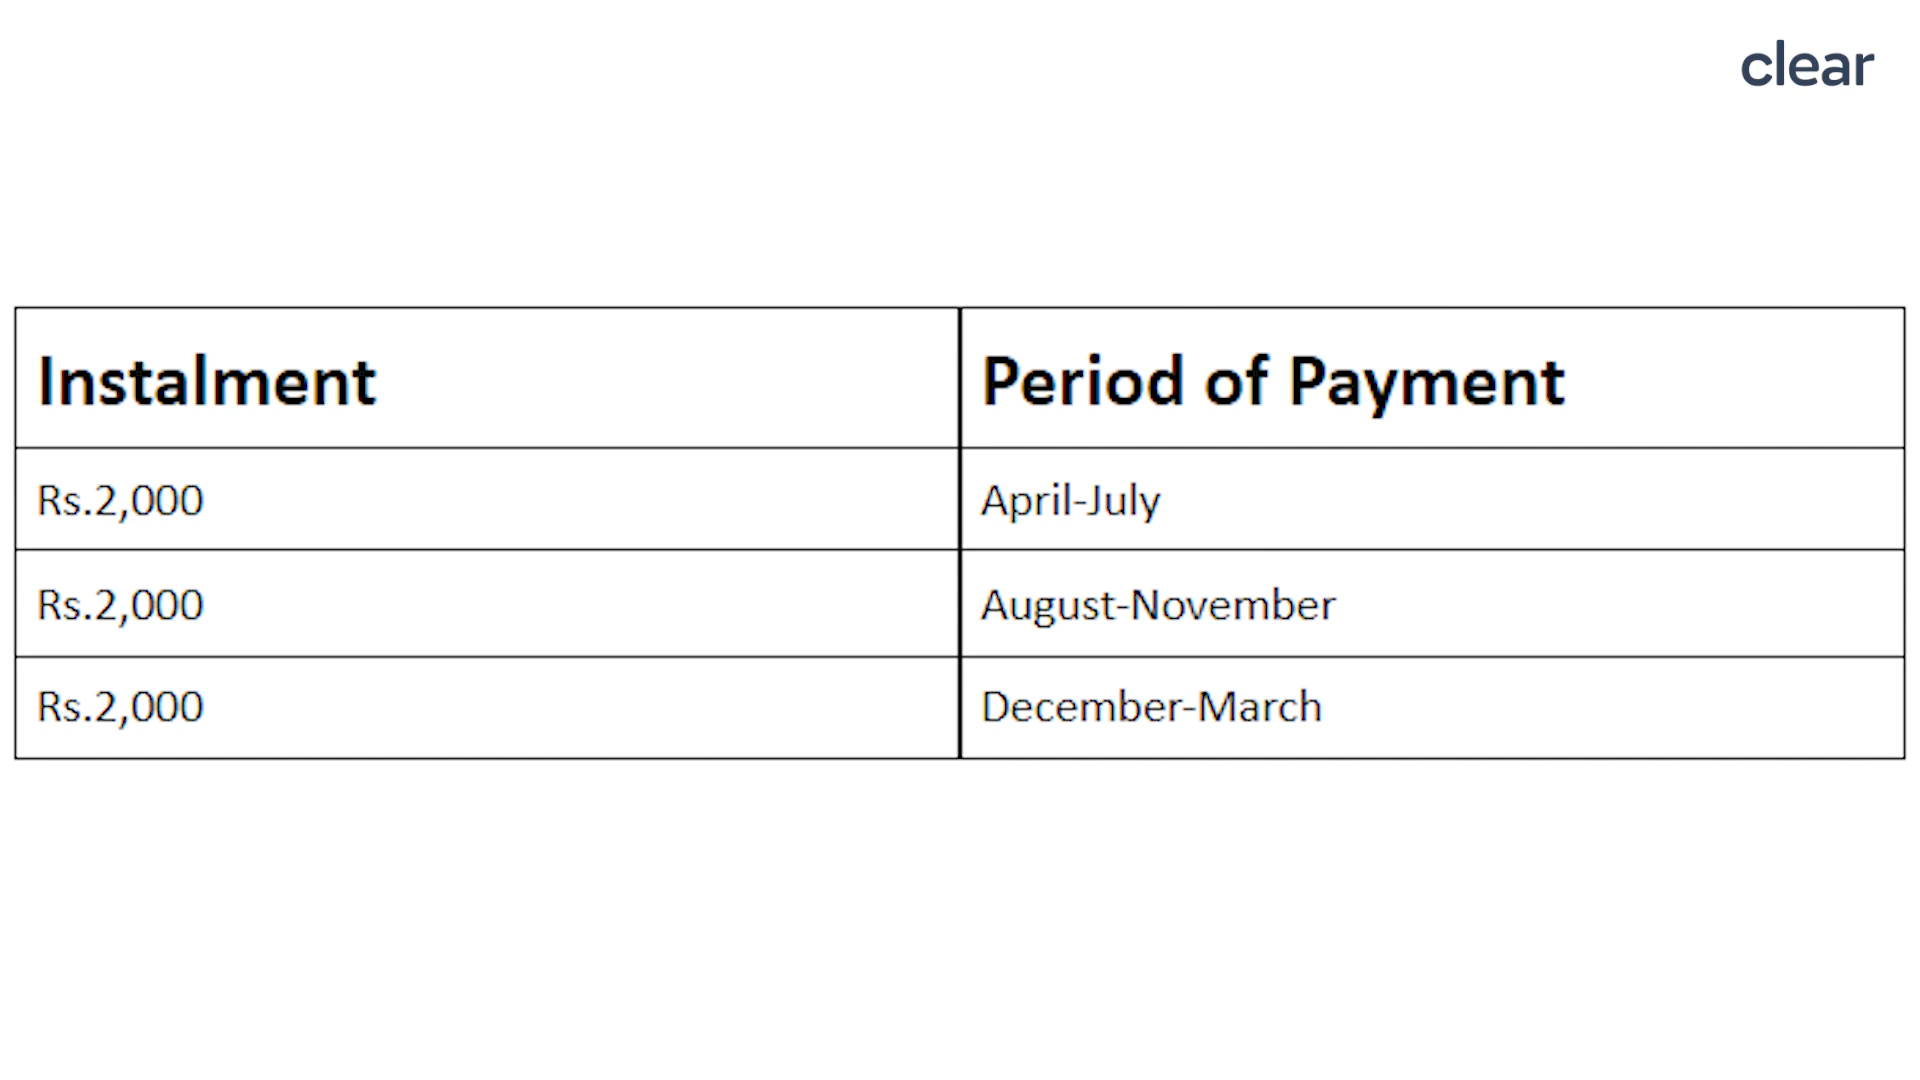 clear
Instalment Period of Payment
Rs.2,000 April-July
Rs.2,000 August-November
Rs.2,000 December-March